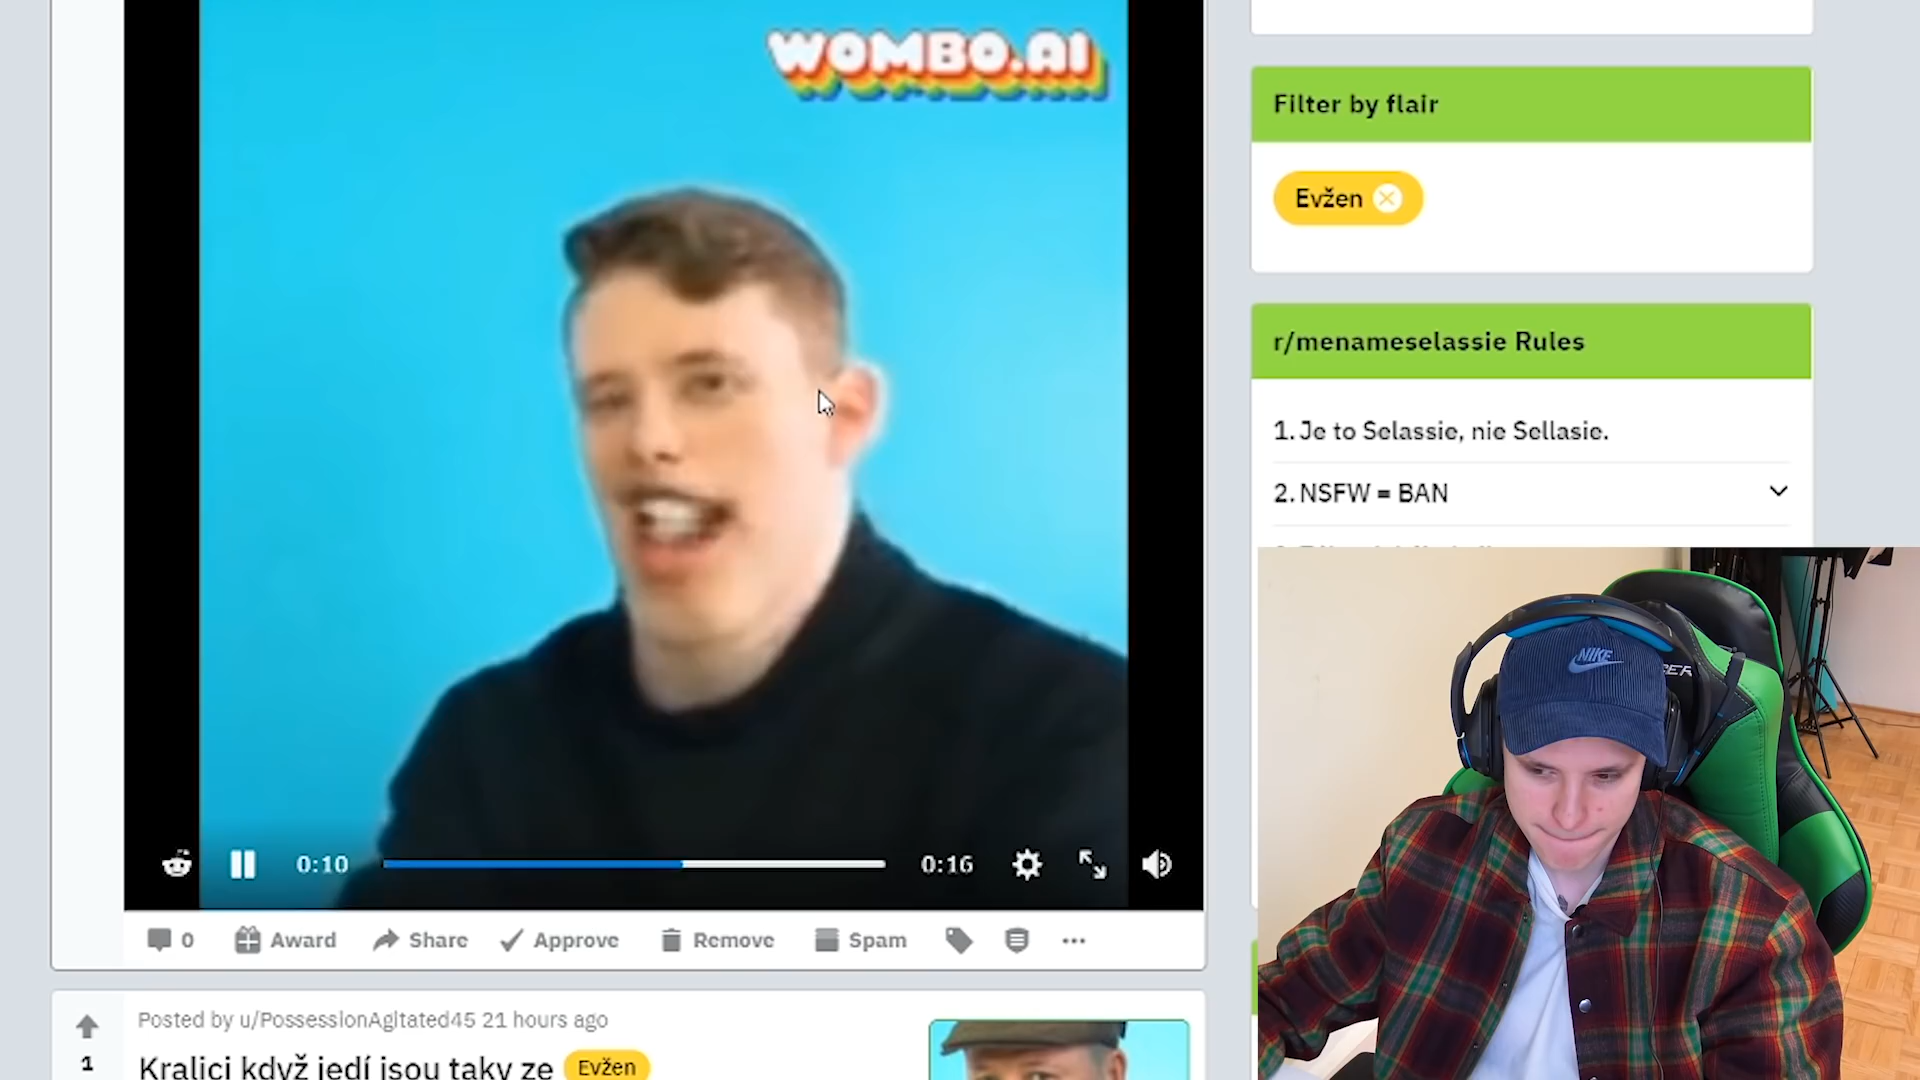 WOMBO.AI
Filter by flair
Evžen
r/menameselassie Rules
1. Je to Selassie, nie Sellasie.
2. NSFW = BAN
NIKE
0:10
0:16
0
Award
Share
Approve
Remove
Spam
Posted by u/PossessionAgitated45 21 hours ago
1
Kralici když jedí jsou taky ze
Evžen